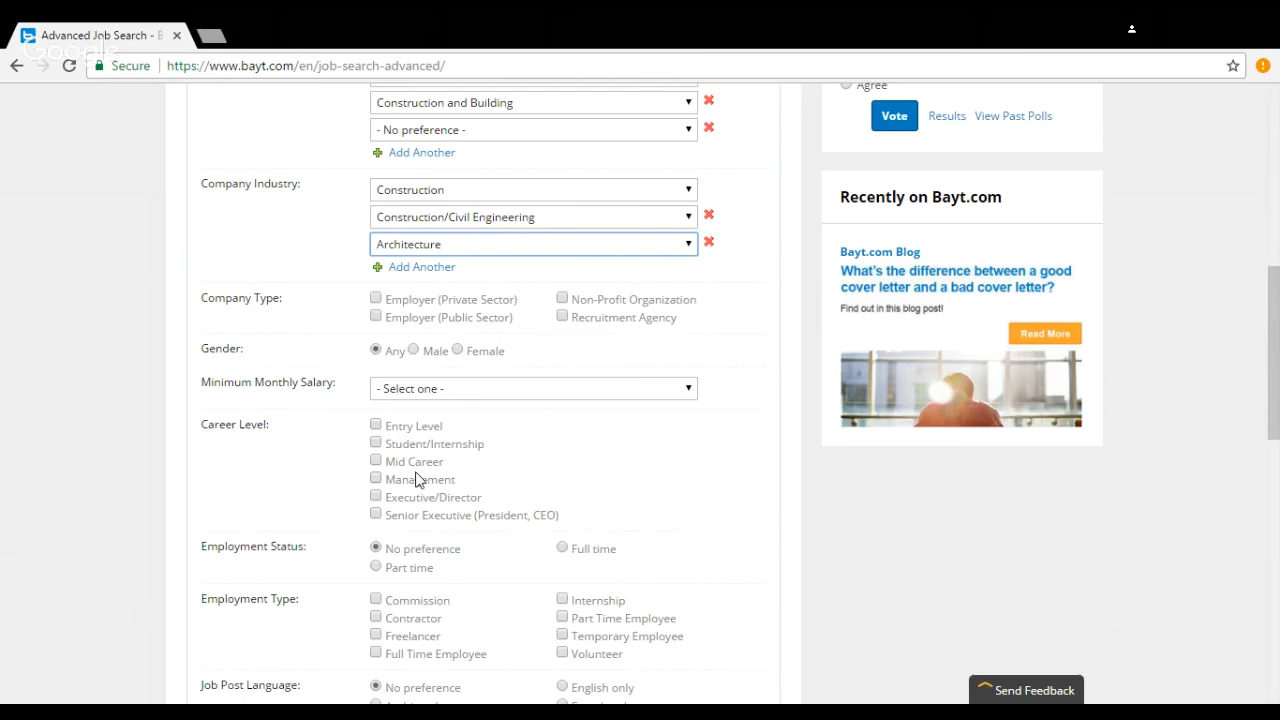 Advanced Job Search - B
Google
Secure https://www.bayt.com/en/job-search-advanced/
Agree
Construction and Building
Vote Results View Past Polls
- No preference -
Add Another
Company Industry: Construction
Recently on Bayt.com
Construction/Civil Engineering
Architecture
Bayt.com Blog
Add Another
What's the difference between a good
cover letter and a bad cover letter?
Company Type: Employer (Private Sector) Non-Profit Organization
Find out in this blog post!
Employer (Public Sector) Recruitment Agency
Read More
Gender: Any Male Female
Minimum Monthly Salary: - Select one -
Career Level: Entry Level
Student/Internship
Mid Career
Management
Executive/Director
Senior Executive (President, CEO)
Employment Status: No preference Full time
Part time
Employment Type: Commission Internship
Contractor Part Time Employee
Freelancer Temporary Employee
Full Time Employee Volunteer
Job Post Language: No preference English only
Send Feedback